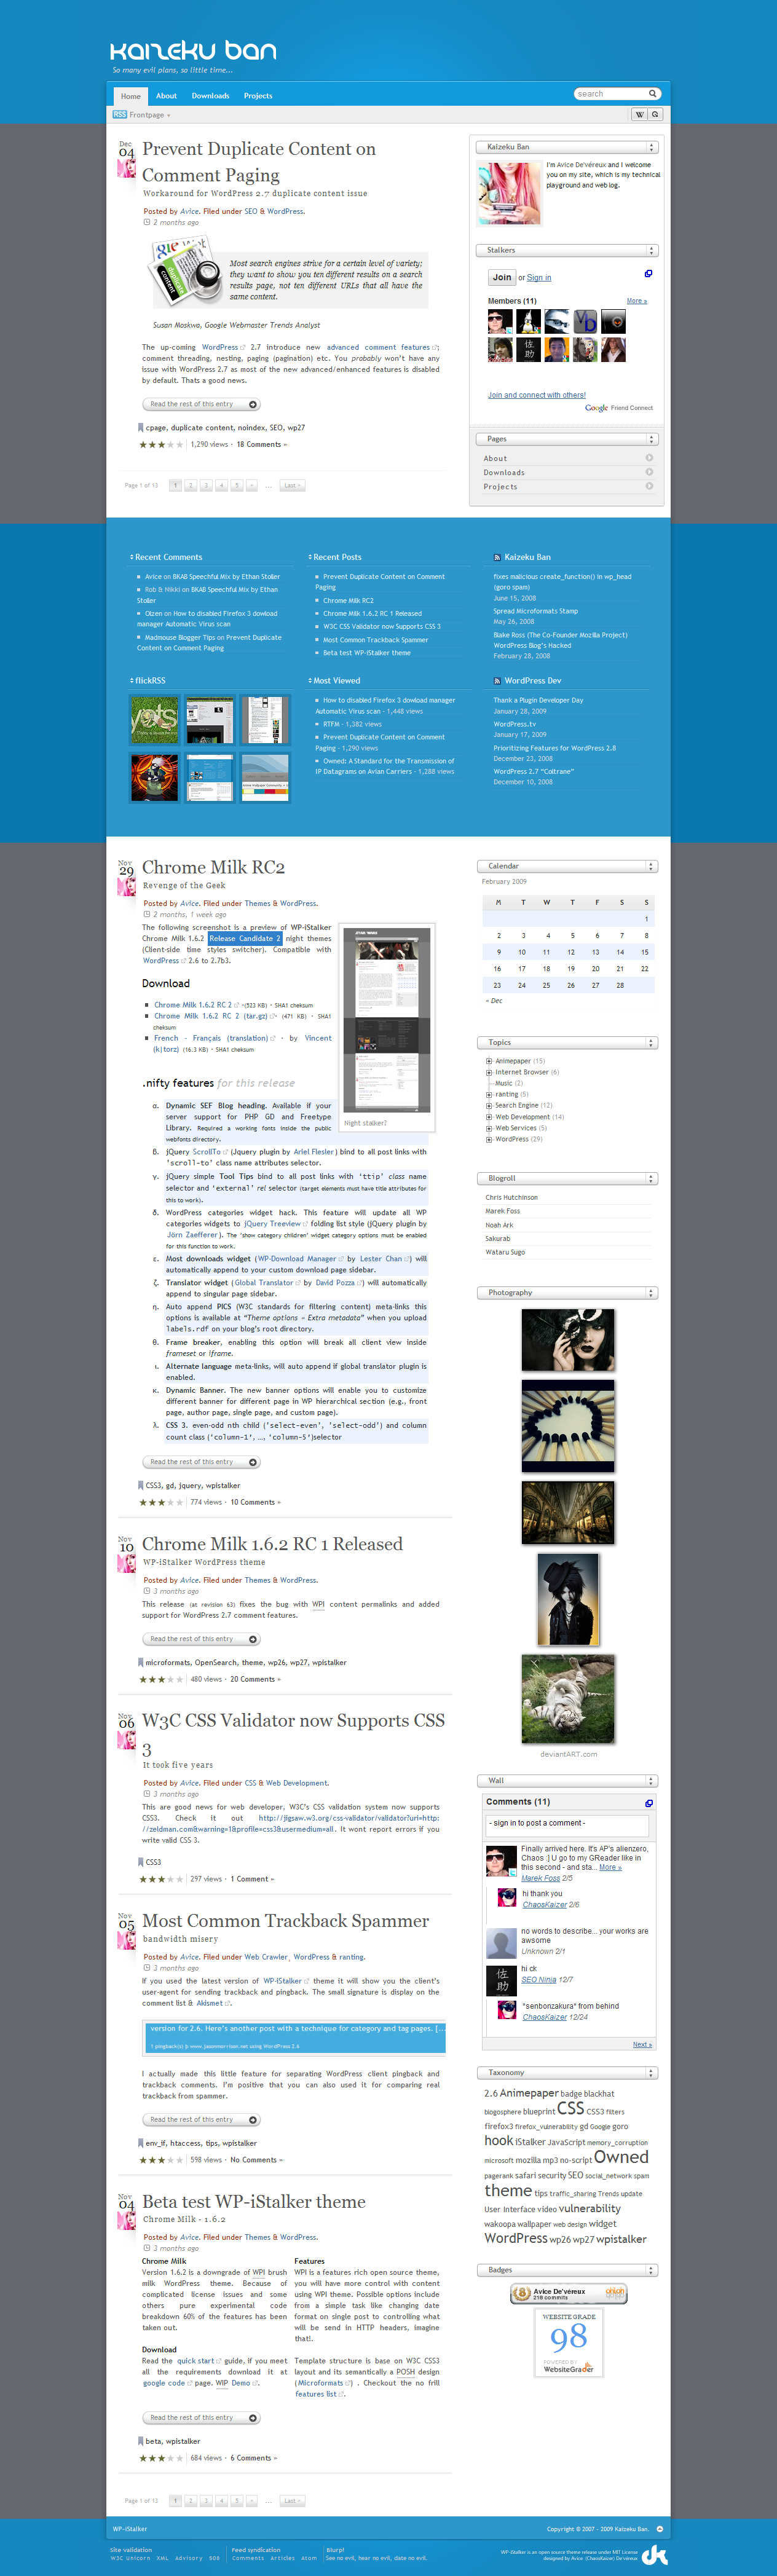 Kaizeku Ban
So many evil plans, so little time...
Home About Downloads Projects
search
RSS Frontpage
Dec
04
Prevent Duplicate Content on
Comment Paging
Workaround for WordPress 2.7 duplicate content issue
Posted by Avice. Filed under SEO & WordPress.
2 months ago
Most search engines strive for a certain level of variety;
they want to show you ten different results on a search
results page, not ten different URLs that all have the
same content.
Susan Moskwa, Google Webmaster Trends Analyst
The up-coming WordPress 2.7 introduce new advanced comment features;
comment threading, nesting, paging (pagination) etc. You probably won't have any
issue with WordPress 2.7 as most of the new advanced/enhanced features is disabled
by default. Thats a good news.
Read the rest of this entry
cpage, duplicate content, noindex, SEO, wp27
1,290 views - 18 Comments »
Page 1 of 13 1 2 3 4 5 » ... Last »
Kaizeku Ban
I'm Avice De'véreux and I welcome
you on my site, which is my technical
playground and web log.
Stalkers
Join or Sign in
Members (11) More »
Join and connect with others!
Google Friend Connect
Pages
About
Downloads
Projects
Recent Comments
Avice on BKAB Speechful Mix by Ethan Stoller
Rob & Nikki on BKAB Speechful Mix by Ethan
Stoller
Otzen on How to disabled Firefox 3 dowload
manager Automatic Virus scan
Madmouse Blogger Tips on Prevent Duplicate
Content on Comment Paging
Recent Posts
Prevent Duplicate Content on Comment
Paging
Chrome Milk RC2
Chrome Milk 1.6.2 RC 1 Released
W3C CSS Validator now Supports CSS 3
Most Common Trackback Spammer
Beta test WP-iStalker theme
Kaizeku Ban
fixes malicious create_function() in wp_head
(goro spam)
June 15, 2008
Spread Microformats Stamp
May 26, 2008
Blake Ross (The Co-Founder Mozilla Project)
WordPress Blog's Hacked
February 28, 2008
flickRSS
Most Viewed
How to disabled Firefox 3 dowload manager
Automatic Virus scan - 1,448 views
RTFM - 1,382 views
Prevent Duplicate Content on Comment
Paging - 1,290 views
Owned: A Standard for the Transmission of
IP Datagrams on Avian Carriers - 1,288 views
WordPress Dev
Thank a Plugin Developer Day
January 28, 2009
WordPress.tv
January 17, 2009
Prioritizing Features for WordPress 2.8
December 23, 2008
WordPress 2.7 "Coltrane"
December 10, 2008
Nov
29
Chrome Milk RC2
Revenge of the Geek
Posted by Avice. Filed under Themes & WordPress.
2 months, 1 week ago
The following screenshot is a preview of WP-iStalker
Chrome Milk 1.6.2 Release Candidate 2 night themes
(Client-side time styles switcher). Compatible with
WordPress 2.6 to 2.7b3.
Night stalker?
Download
Chrome Milk 1.6.2 RC 2 -(523 KB) - SHA1 cheksum
Chrome Milk 1.6.2 RC 2 (tar.gz) - (471 KB) - SHA1
cheksum
French - Français (translation) - by Vincent
(k|torz) (16.3 KB) - SHA1 cheksum
.nifty features for this release
α. Dynamic SEF Blog heading. Available if your
server support for PHP GD and Freetype
Library. Required a working fonts inside the public
webfonts directory.
β. jQuery ScrollTo (Jquery plugin by Ariel Flesler) bind to all post links with
'scroll-to' class name attributes selector.
γ. jQuery simple Tool Tips bind to all post links with 'ttip' class name
selector and 'external' rel selector (target elements must have title attributes for
this to work).
δ. WordPress categories widget hack. This feature will update all WP
categories widgets to jQuery Treeview folding list style (jQuery plugin by
Jörn Zaefferer). The 'show category children' widget category options must be enabled
for this function to work.
ε. Most downloads widget (WP-Download Manager by Lester Chan) will
automatically append to your custom download page sidebar.
ζ. Translator widget (Global Translator by David Pozza) will automatically
append to singular page sidebar.
η. Auto append PICS (W3C standards for filtering content) meta-links this
options is available at "Theme options » Extra metadata" when you upload
labels.rdf on your blog's root directory.
θ. Frame breaker, enabling this option will break all client view inside
frameset or iframe.
ι. Alternate language meta-links, will auto append if global translator plugin is
enabled.
κ. Dynamic Banner. The new banner options will enable you to customize
different banner for different page in WP hierarchical section (e.g., front
page, author page, single page, and custom page).
λ. CSS 3. even-odd nth child ('select-even', 'select-odd') and column
count class ('column-1', …, 'column-5')selector
Read the rest of this entry
CSS3, gd, jquery, wpistalker
774 views - 10 Comments »
Calendar
February 2009
M T W T F S S
1
2 3 4 5 6 7 8
9 10 11 12 13 14 15
16 17 18 19 20 21 22
23 24 25 26 27 28
« Dec
Topics
Animepaper (15)
Internet Browser (6)
Music (2)
ranting (5)
Search Engine (12)
Web Development (14)
Web Services (5)
WordPress (29)
Blogroll
Chris Hutchinson
Marek Foss
Noah Ark
Sakurab
Wataru Sugo
Photography
deviantART.com
Nov
10
Chrome Milk 1.6.2 RC 1 Released
WP-iStalker WordPress theme
Posted by Avice. Filed under Themes & WordPress.
3 months ago
This release (at revision 63) fixes the bug with WPI content permalinks and added
support for WordPress 2.7 comment features.
Read the rest of this entry
microformats, OpenSearch, theme, wp26, wp27, wpistalker
480 views - 20 Comments »
Nov
06
W3C CSS Validator now Supports CSS
3
It took five years
Posted by Avice. Filed under CSS & Web Development.
3 months ago
This are good news for web developer, W3C's CSS validation system now supports
CSS3. Check it out http://jigsaw.w3.org/css-validator/validator?uri=http:
//zeldman.com&warning=1&profile=css3&usermedium=all. It wont report errors if you
write valid CSS 3.
CSS3
297 views - 1 Comment »
Nov
05
Most Common Trackback Spammer
bandwidth misery
Posted by Avice. Filed under Web Crawler, WordPress & ranting.
3 months ago
If you used the latest version of WP-iStalker theme it will show you the client's
user-agent for sending trackback and pingback. The small signature is display on the
comment list & Akismet.
version for 2.6. Here's another post with a technique for category and tag pages. [...
1 pingback(s) www.jasonmorrison.net using WordPress 2.6
I actually made this little feature for separating WordPress client pingback and
trackback comments. I'm positive that you can also used it for comparing real
trackback from spammer.
Read the rest of this entry
env_if, htaccess, tips, wpistalker
598 views - No Comments »
Nov
04
Beta test WP-iStalker theme
Chrome Milk - 1.6.2
Posted by Avice. Filed under Themes & WordPress.
3 months ago
Chrome Milk
Version 1.6.2 is a downgrade of WPI brush
milk WordPress theme. Because of
complicated license issues and some
others pure experimental code
breakdown 60% of the features has been
taken out.
Download
Read the quick start guide, if you meet
all the requirements download it at
google code page. WIP Demo.
Features
WPI is a features rich open source theme,
you will have more control with content
using WPI theme. Possible options include
from a simple task like changing date
format on single post to controlling what
will be send in HTTP headers, imagine
that!.
Template structure is base on W3C CSS3
layout and its semantically a POSH design
(Microformats) . Checkout the no frill
features list.
Read the rest of this entry
beta, wpistalker
684 views - 6 Comments »
Page 1 of 13 1 2 3 4 5 » ... Last »
Wall
Comments (11)
- sign in to post a comment -
Finally arrived here. It's AP's alienzero,
Chaos :] U go to my GReader like in
this second - and sta... More »
Marek Foss 2/5
hi thank you
ChaosKaizer 2/6
no words to describe... your works are
awsome
Unknown 2/1
hi ck
SEO Ninja 12/7
"senbonzakura" from behind
ChaosKaizer 12/24
Next »
Taxonomy
2.6 Animepaper badge blackhat
blogosphere blueprint CSS CSS3 filters
firefox3 firefox_vulnerability gd Google goro
hook iStalker JavaScript memory_corruption
microsoft mozilla mp3 no-script Owned
pagerank safari security SEO social_network spam
theme tips traffic_sharing Trends update
User Interface video vulnerability
wakoopa wallpaper web design widget
WordPress wp26 wp27 wpistalker
Badges
8 Avice De'véreux
218 commits
WEBSITE GRADE
98
POWERED BY
WebsiteGrader
WP-iStalker
Copyright © 2007 - 2009 Kaizeku Ban.
Site validation
W3C Unicorn XML Advisory 508
Feed syndication
Comments Articles Atom
Blurp!
See no evil, hear no evil, date no evil.
WP-iStalker is an open source theme release under MIT License
designed by Avice (ChaosKaizer) De'véreux